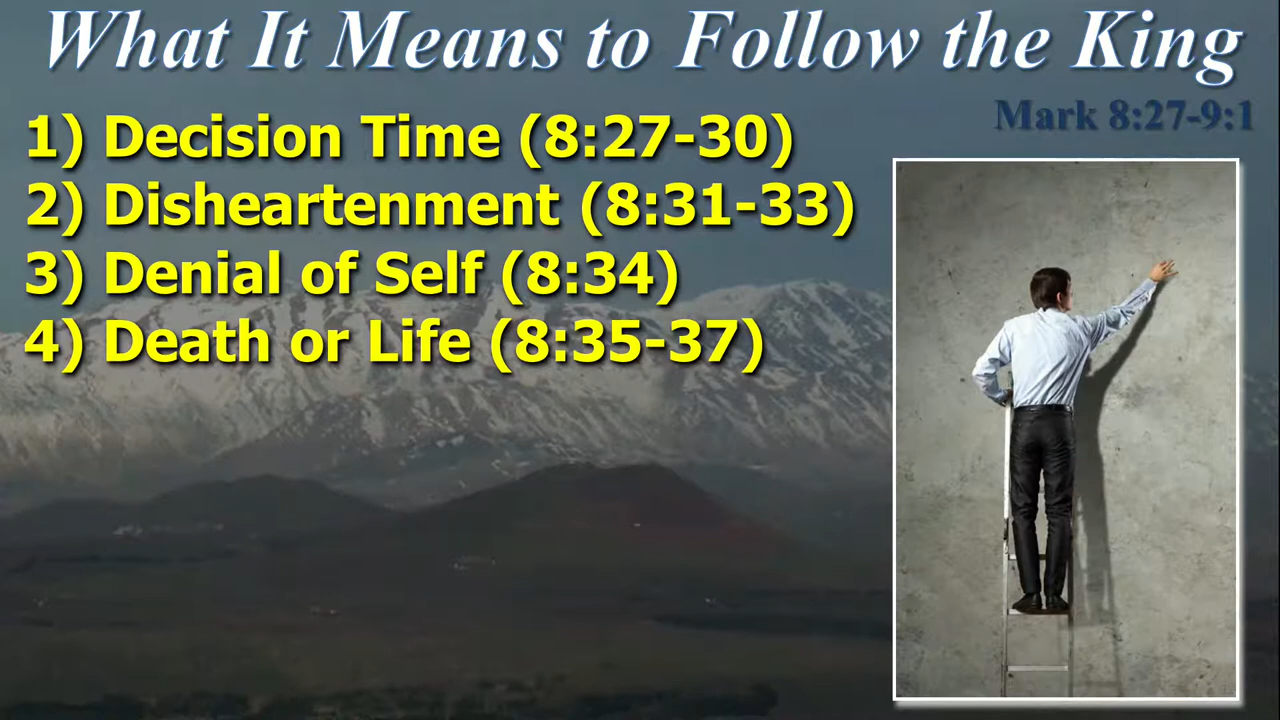 What It Means to Follow the King
Mark 8:27-9:1
1) Decision Time (8:27-30)
2) Disheartenment (8:31-33)
3) Denial of Self (8:34)
4) Death or Life (8:35-37)